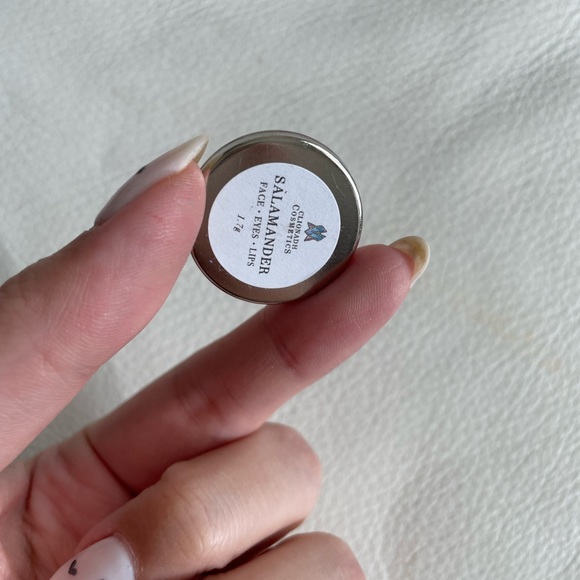 CLIONADH
COSMETICS
SALAMANDER
FACE • EYES • LIPS
1.7g